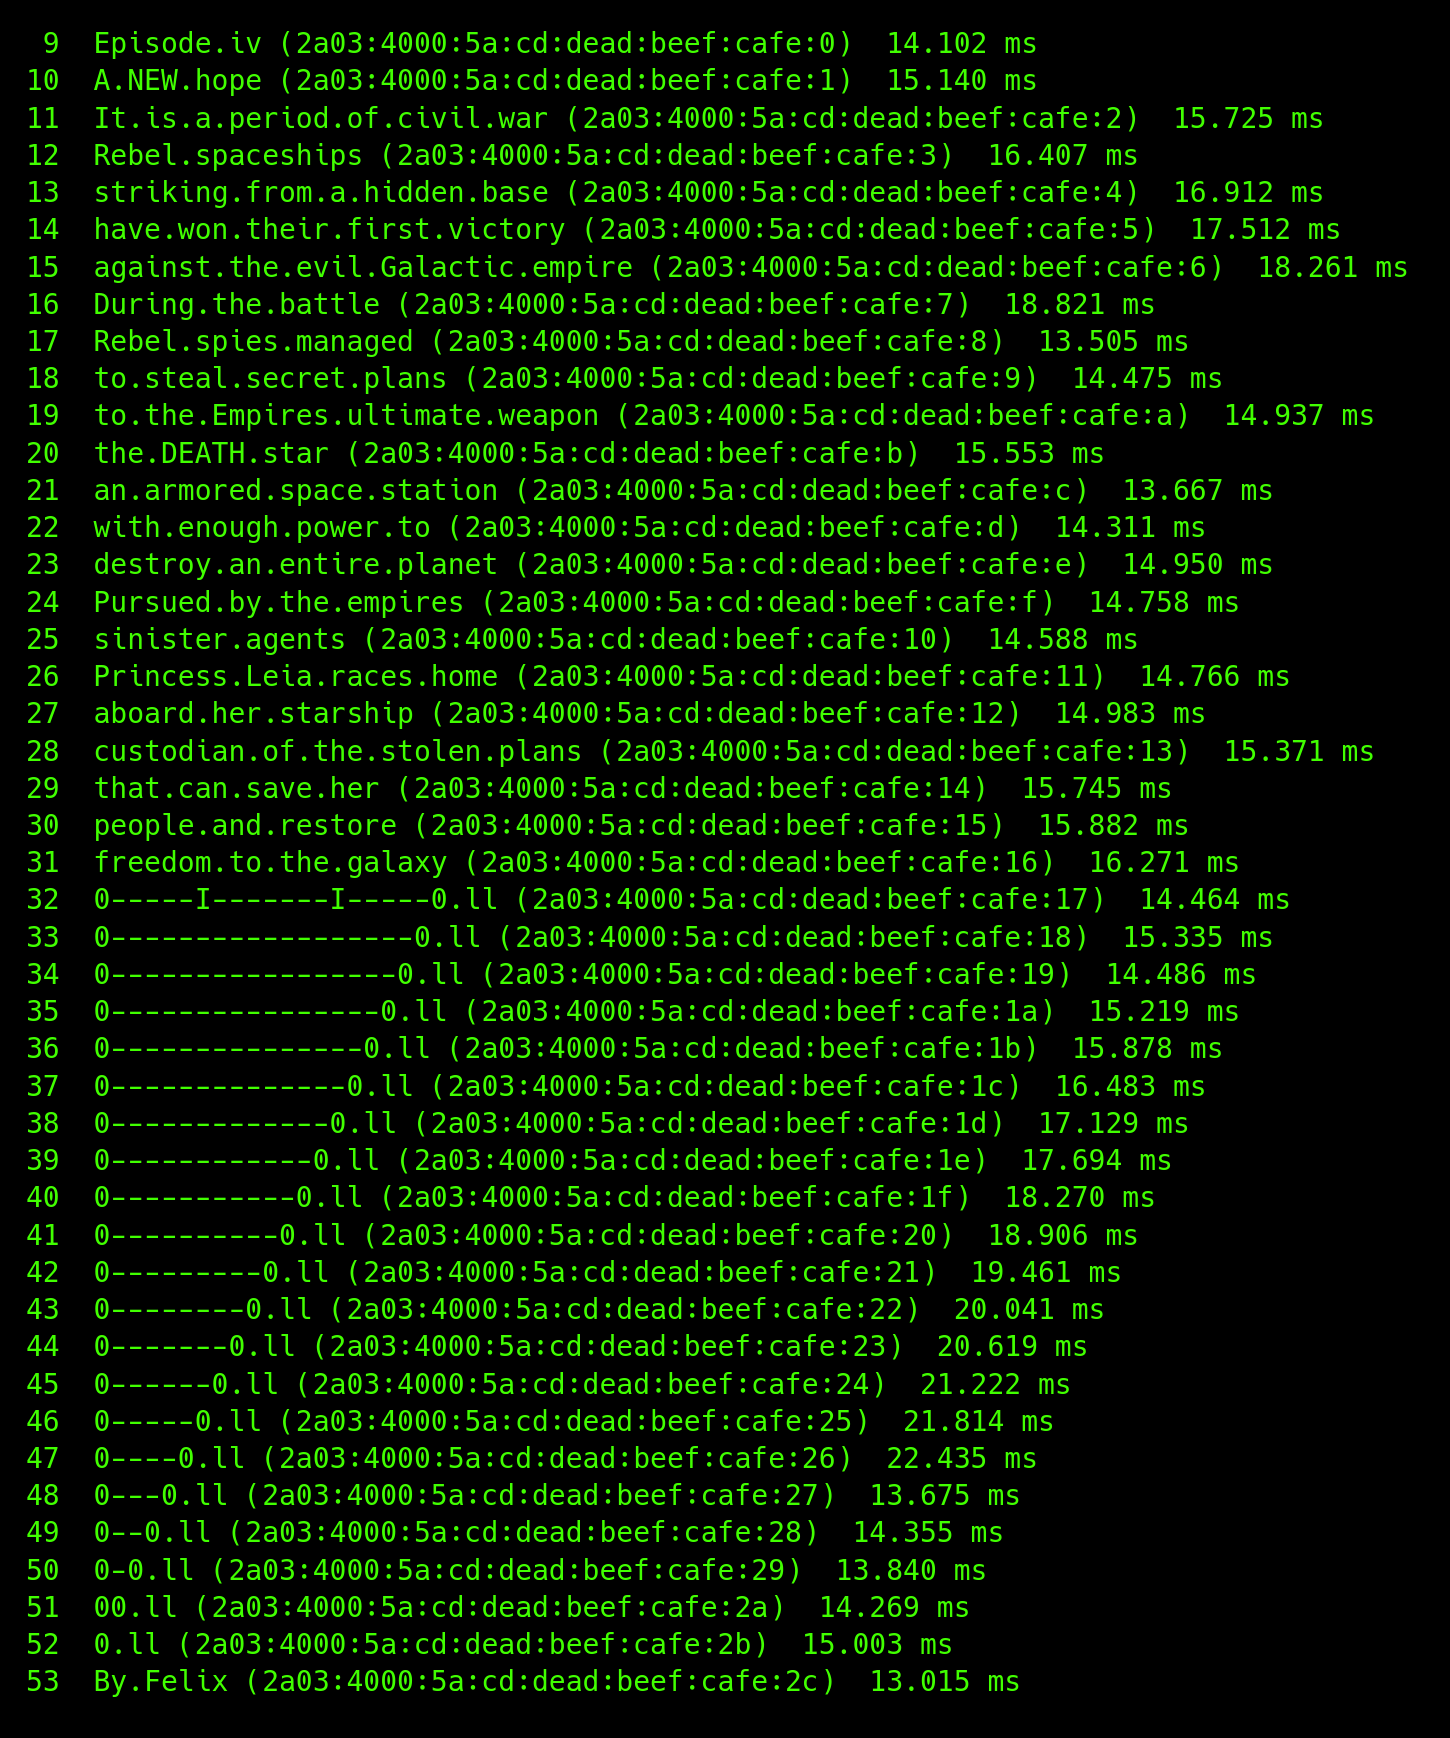 9  Episode.iv (2a03:4000:5a:cd:dead:beef:cafe:0)  14.102 ms
10  A.NEW.hope (2a03:4000:5a:cd:dead:beef:cafe:1)  15.140 ms
11  It.is.a.period.of.civil.war (2a03:4000:5a:cd:dead:beef:cafe:2)  15.725 ms
12  Rebel.spaceships (2a03:4000:5a:cd:dead:beef:cafe:3)  16.407 ms
13  striking.from.a.hidden.base (2a03:4000:5a:cd:dead:beef:cafe:4)  16.912 ms
14  have.won.their.first.victory (2a03:4000:5a:cd:dead:beef:cafe:5)  17.512 ms
15  against.the.evil.Galactic.empire (2a03:4000:5a:cd:dead:beef:cafe:6)  18.261 ms
16  During.the.battle (2a03:4000:5a:cd:dead:beef:cafe:7)  18.821 ms
17  Rebel.spies.managed (2a03:4000:5a:cd:dead:beef:cafe:8)  13.505 ms
18  to.steal.secret.plans (2a03:4000:5a:cd:dead:beef:cafe:9)  14.475 ms
19  to.the.Empires.ultimate.weapon (2a03:4000:5a:cd:dead:beef:cafe:a)  14.937 ms
20  the.DEATH.star (2a03:4000:5a:cd:dead:beef:cafe:b)  15.553 ms
21  an.armored.space.station (2a03:4000:5a:cd:dead:beef:cafe:c)  13.667 ms
22  with.enough.power.to (2a03:4000:5a:cd:dead:beef:cafe:d)  14.311 ms
23  destroy.an.entire.planet (2a03:4000:5a:cd:dead:beef:cafe:e)  14.950 ms
24  Pursued.by.the.empires (2a03:4000:5a:cd:dead:beef:cafe:f)  14.758 ms
25  sinister.agents (2a03:4000:5a:cd:dead:beef:cafe:10)  14.588 ms
26  Princess.Leia.races.home (2a03:4000:5a:cd:dead:beef:cafe:11)  14.766 ms
27  aboard.her.starship (2a03:4000:5a:cd:dead:beef:cafe:12)  14.983 ms
28  custodian.of.the.stolen.plans (2a03:4000:5a:cd:dead:beef:cafe:13)  15.371 ms
29  that.can.save.her (2a03:4000:5a:cd:dead:beef:cafe:14)  15.745 ms
30  people.and.restore (2a03:4000:5a:cd:dead:beef:cafe:15)  15.882 ms
31  freedom.to.the.galaxy (2a03:4000:5a:cd:dead:beef:cafe:16)  16.271 ms
32  0-----I-------I-----0.ll (2a03:4000:5a:cd:dead:beef:cafe:17)  14.464 ms
33  0------------------0.ll (2a03:4000:5a:cd:dead:beef:cafe:18)  15.335 ms
34  0-----------------0.ll (2a03:4000:5a:cd:dead:beef:cafe:19)  14.486 ms
35  0----------------0.ll (2a03:4000:5a:cd:dead:beef:cafe:1a)  15.219 ms
36  0---------------0.ll (2a03:4000:5a:cd:dead:beef:cafe:1b)  15.878 ms
37  0--------------0.ll (2a03:4000:5a:cd:dead:beef:cafe:1c)  16.483 ms
38  0-------------0.ll (2a03:4000:5a:cd:dead:beef:cafe:1d)  17.129 ms
39  0------------0.ll (2a03:4000:5a:cd:dead:beef:cafe:1e)  17.694 ms
40  0-----------0.ll (2a03:4000:5a:cd:dead:beef:cafe:1f)  18.270 ms
41  0----------0.ll (2a03:4000:5a:cd:dead:beef:cafe:20)  18.906 ms
42  0---------0.ll (2a03:4000:5a:cd:dead:beef:cafe:21)  19.461 ms
43  0--------0.ll (2a03:4000:5a:cd:dead:beef:cafe:22)  20.041 ms
44  0-------0.ll (2a03:4000:5a:cd:dead:beef:cafe:23)  20.619 ms
45  0------0.ll (2a03:4000:5a:cd:dead:beef:cafe:24)  21.222 ms
46  0-----0.ll (2a03:4000:5a:cd:dead:beef:cafe:25)  21.814 ms
47  0----0.ll (2a03:4000:5a:cd:dead:beef:cafe:26)  22.435 ms
48  0---0.ll (2a03:4000:5a:cd:dead:beef:cafe:27)  13.675 ms
49  0--0.ll (2a03:4000:5a:cd:dead:beef:cafe:28)  14.355 ms
50  0-0.ll (2a03:4000:5a:cd:dead:beef:cafe:29)  13.840 ms
51  00.ll (2a03:4000:5a:cd:dead:beef:cafe:2a)  14.269 ms
52  0.ll (2a03:4000:5a:cd:dead:beef:cafe:2b)  15.003 ms
53  By.Felix (2a03:4000:5a:cd:dead:beef:cafe:2c)  13.015 ms